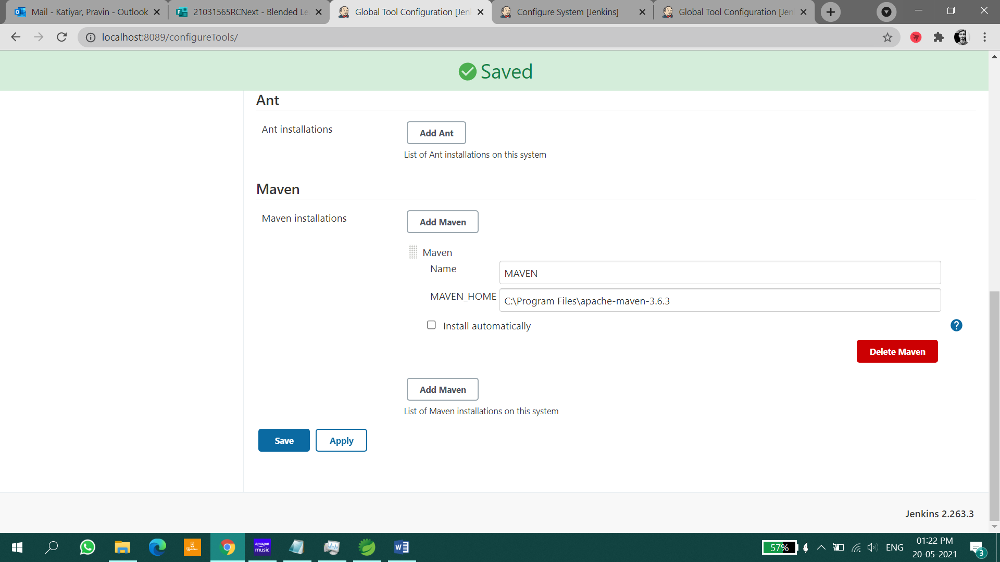 Mail - Katiyar, Pravin - Outlook
21031565RCNext - Blended Le
Global Tool Configuration [Jen
Configure System [Jenkins]
Global Tool Configuration [Jen
localhost:8089/configureTools/
Saved
Ant
Ant installations
Add Ant
List of Ant installations on this system
Maven
Maven installations
Add Maven
Maven
Name
MAVEN
MAVEN_HOME
C:\Program Files\apache-maven-3.6.3
Install automatically
?
Delete Maven
Add Maven
List of Maven installations on this system
Save
Apply
Jenkins 2.263.3
amazon
music
57%
ENG
01:22 PM
20-05-2021
3